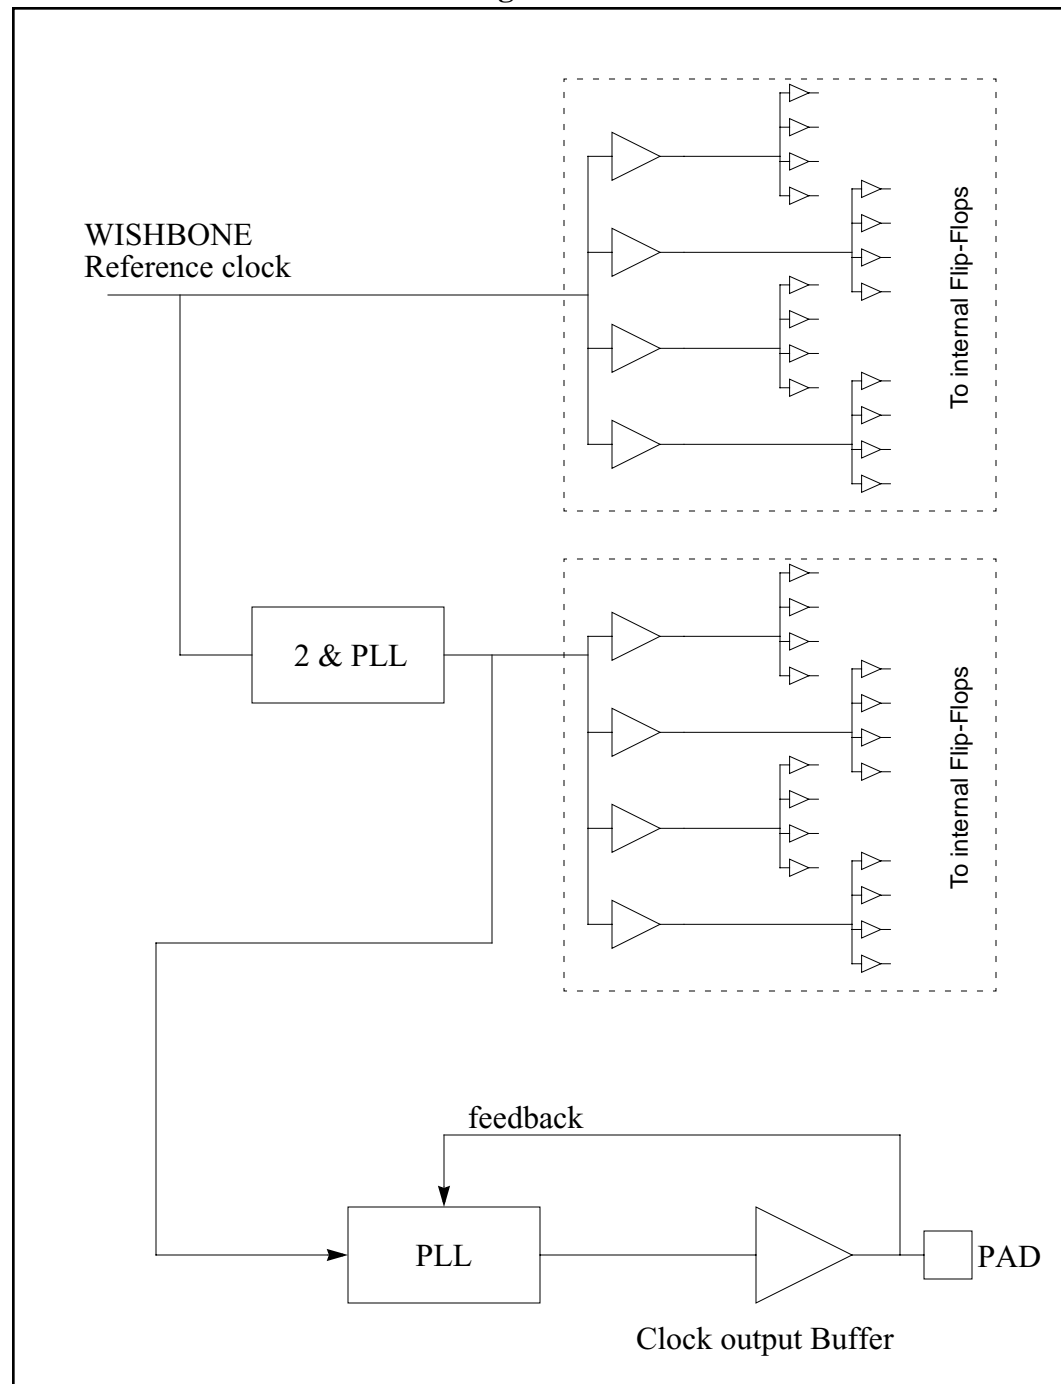 WISHBONE
Reference clock
To internal Flip-Flops
2 & PLL
To internal Flip-Flops
feedback
PLL
PAD
Clock output Buffer